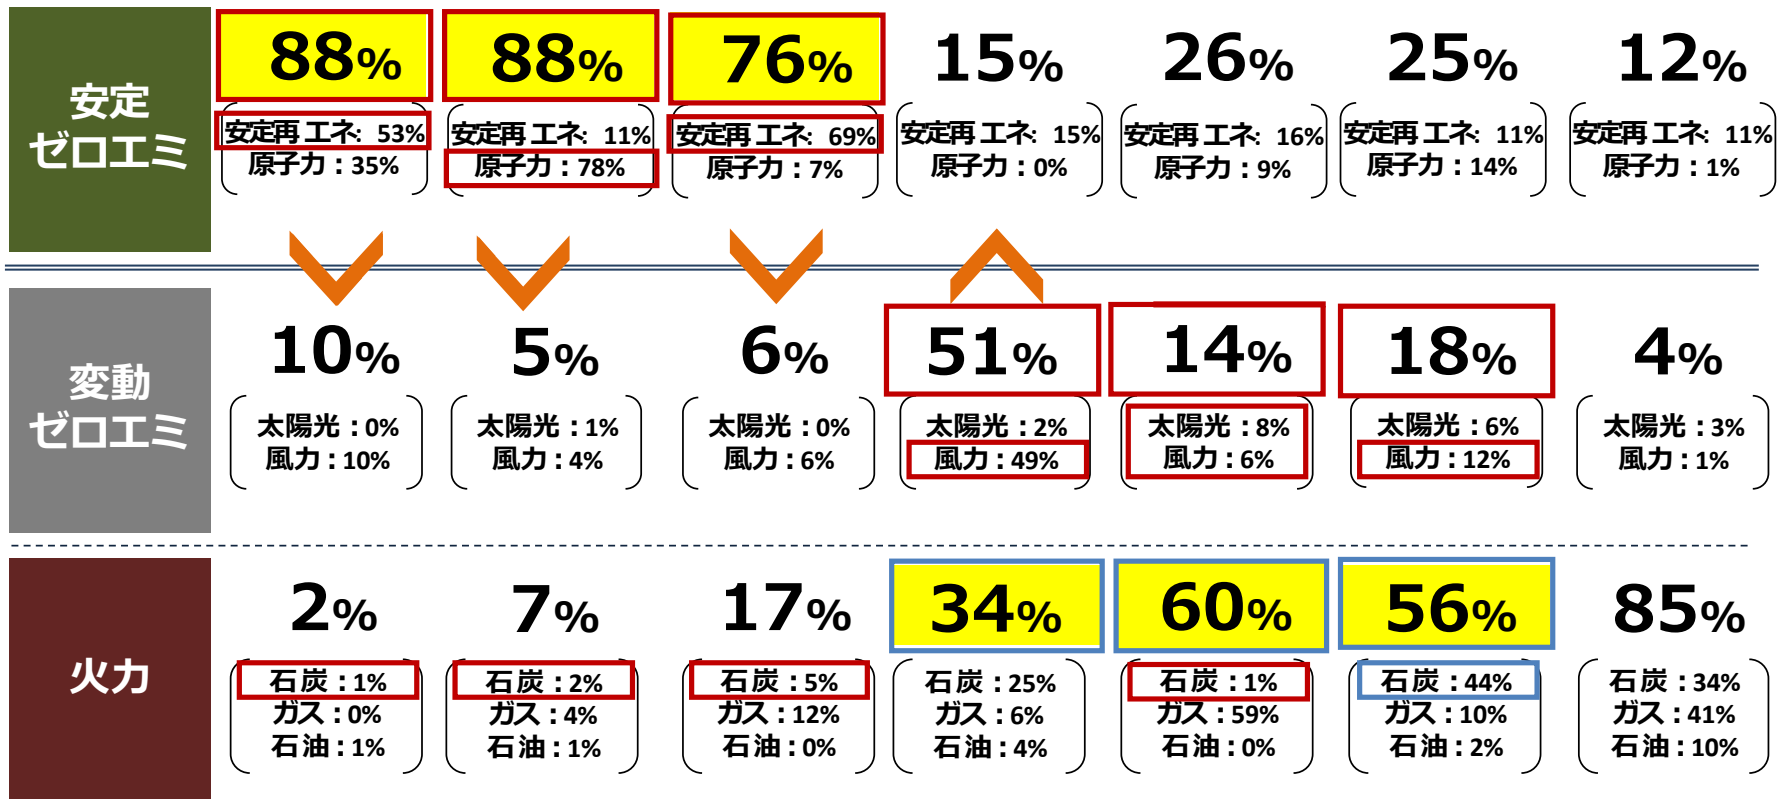 安定
ゼロエミ
88% 88% 76% 15% 26% 25% 12%
安定再エネ: 53% 安定再エネ: 11% 安定再エネ: 69% 安定再エネ: 15% 安定再エネ: 16% 安定再エネ: 11% 安定再エネ: 11%
原子力:35% 原子力:78% 原子力:7% 原子力:0% 原子力:9% 原子力:14% 原子力:1%
変動
ゼロエミ
10% 5% 6% 51% 14% 18% 4%
太陽光:0% 太陽光:1% 太陽光:0% 太陽光:2% 太陽光:8% 太陽光:6% 太陽光:3%
風力:10% 風力:4% 風力:6% 風力:49% 風力:6% 風力:12% 風力:1%
火力
2% 7% 17% 34% 60% 56% 85%
石炭:1% 石炭:2% 石炭:5% 石炭:25% 石炭:1% 石炭:44% 石炭:34%
ガス:0% ガス:4% ガス:12% ガス:6% ガス:59% ガス:10% ガス:41%
石油:1% 石油:1% 石油:0% 石油:4% 石油:0% 石油:2% 石油:10%